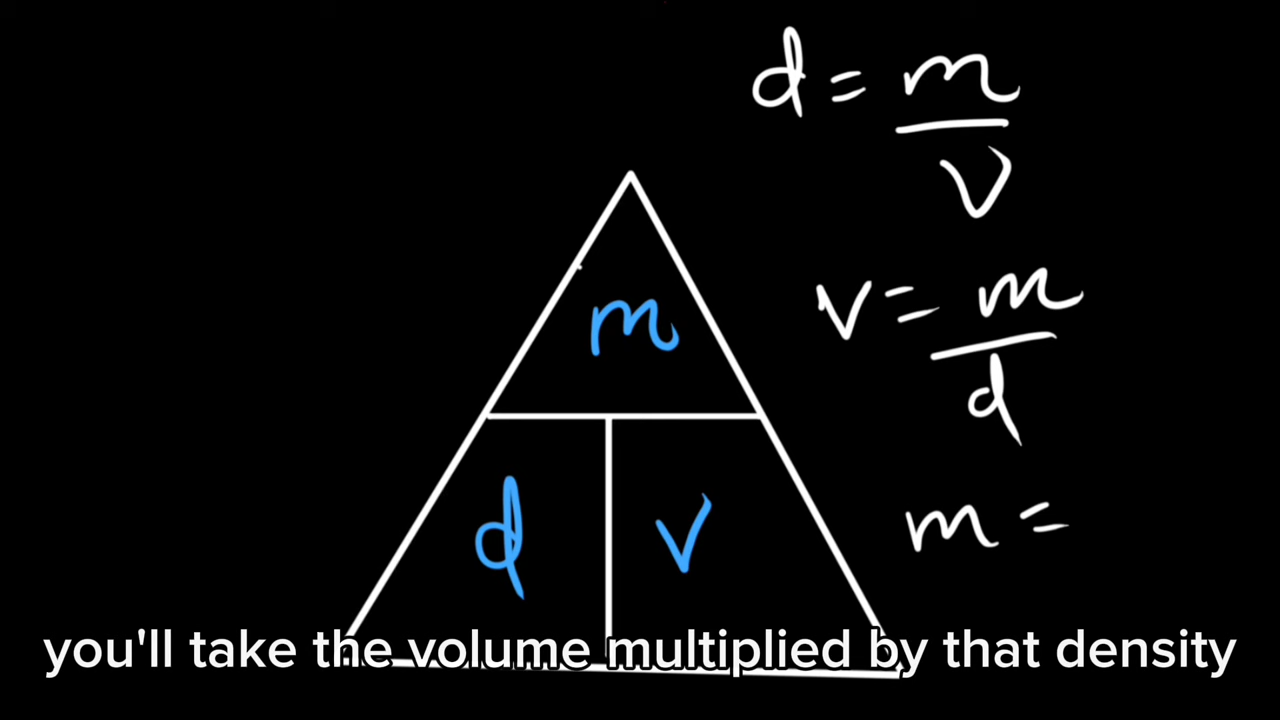 d = m
V
m
v = m
d
d v
m =
you'll take the volume multiplied by that density